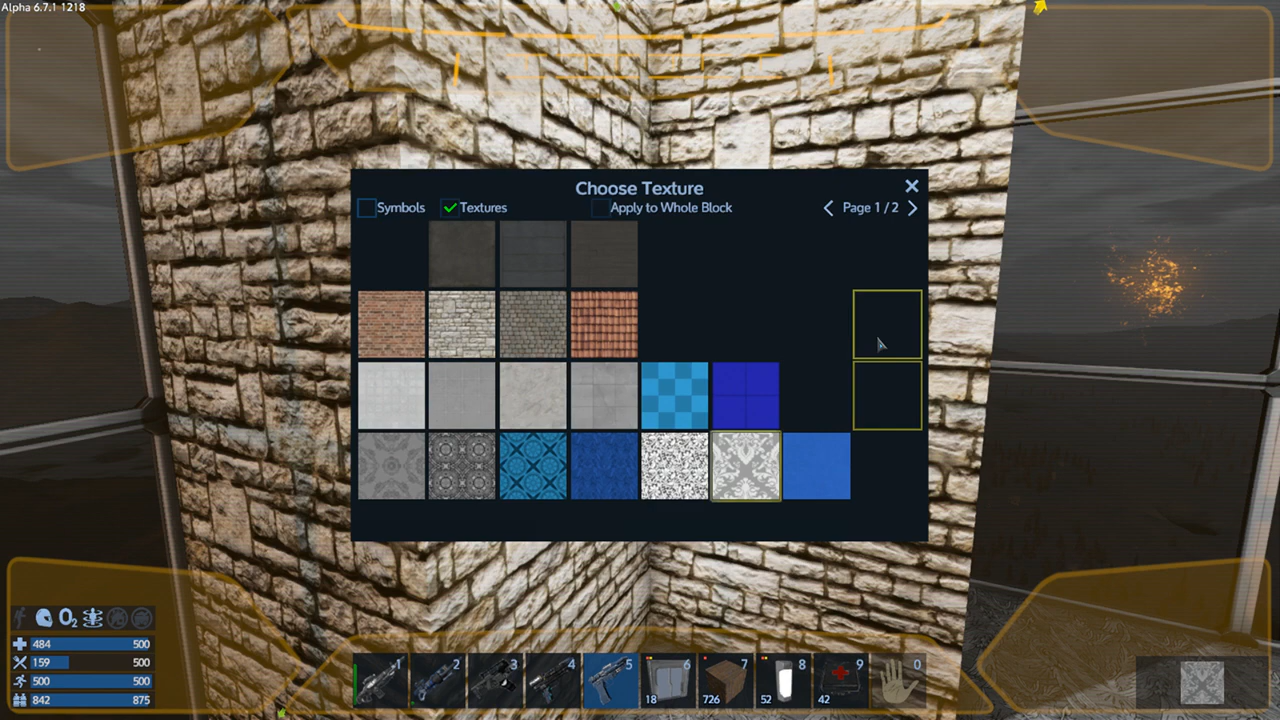 Alpha 6.7.1 1218
Choose Texture
Symbols
Textures
Apply to Whole Block
Page 1 / 2
O2
484 500
159 500
500 500
842 875
1
2
3
4
5
6
18
7
726
8
52
9
42
0